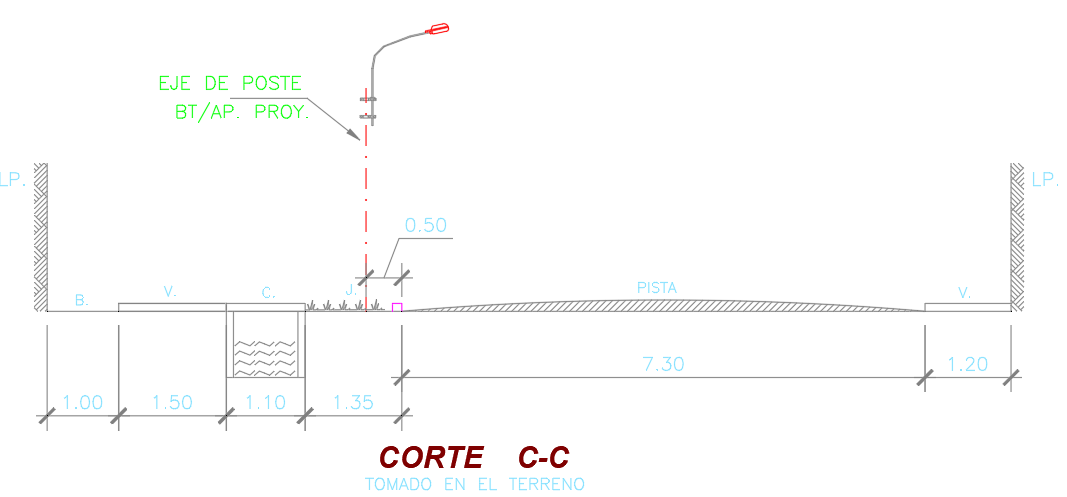 EJE DE POSTE
BT/AP. PROY.
LP.
LP.
0.50
B.
V.
C.
J.
PISTA
V.
7.30
1.20
1.00
1.50
1.10
1.35
CORTE C-C
TOMADO EN EL TERRENO